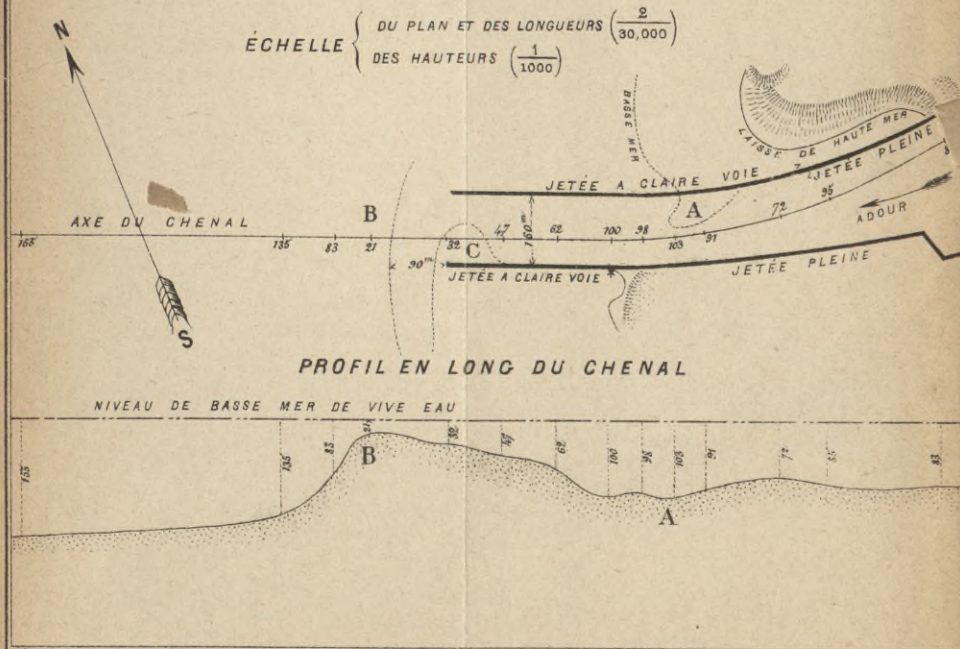 N
ÉCHELLE
DU PLAN ET DES LONGUEURS (2/30,000)
DES HAUTEURS (1/1000)
BASSE MER
LAISSE DE HAUTE MER
JETÉE A CLAIRE VOIE
JETÉE PLEINE
AXE DU CHENAL
B
A
ADOUR
160m
72 95
135 83 21 32 47 62 100 98 103 91
C
90m
JETÉE A CLAIRE VOIE
JETÉE PLEINE
S
PROFIL EN LONG DU CHENAL
NIVEAU DE BASSE MER DE VIVE EAU
135 83 21 32 47 62 100 98 103 91 72 83
B
A